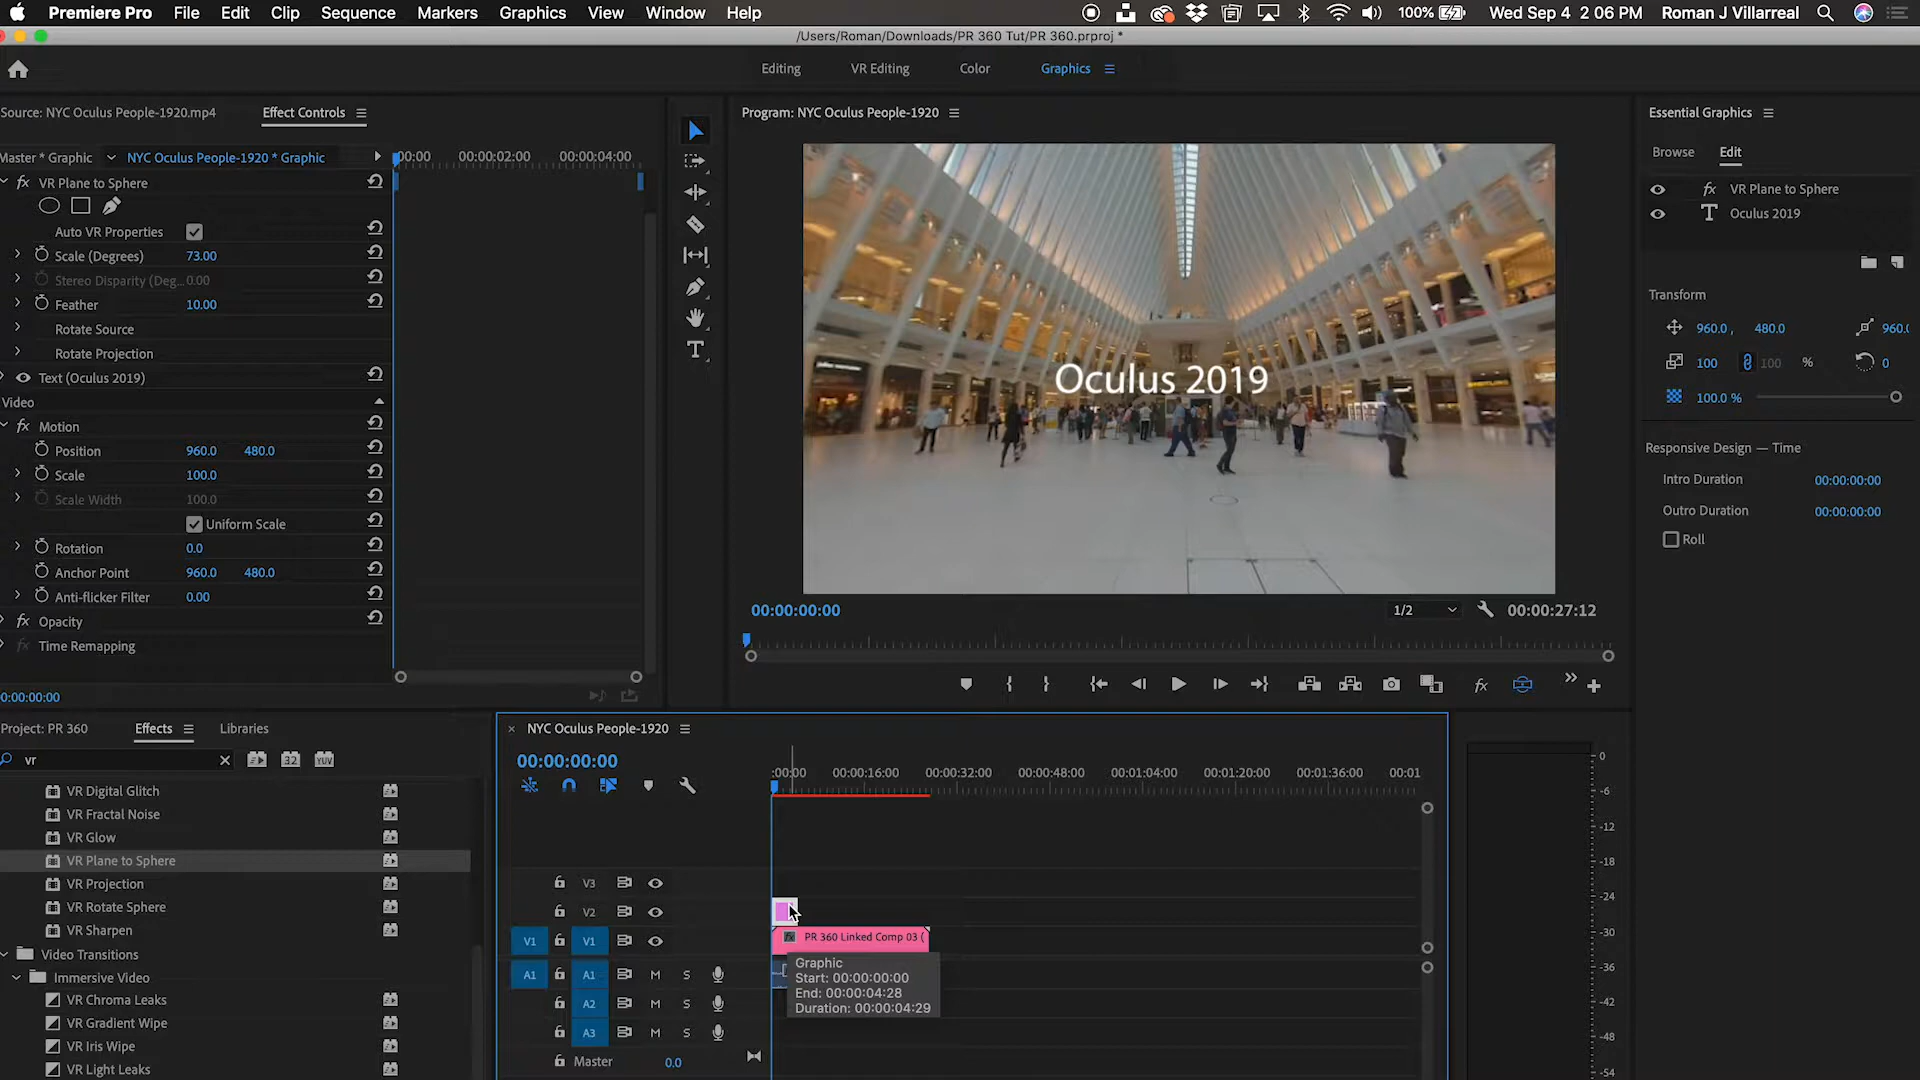 Premiere Pro File Edit Clip Sequence Markers Graphics View Window Help 100% Wed Sep 4 2:06 PM Roman J Villarreal
/Users/Roman/Downloads/PR 360 Tut/PR 360.prproj *
Editing VR Editing Color Graphics
Source: NYC Oculus People-1920.mp4 Effect Controls
Master * Graphic NYC Oculus People-1920 * Graphic
00:00 00:00:02:00 00:00:04:00
fx VR Plane to Sphere
Auto VR Properties
Scale (Degrees) 73.00
Stereo Disparity (Deg... 0.00
Feather 10.00
Rotate Source
Rotate Projection
Text (Oculus 2019)
Video
fx Motion
Position 960.0 480.0
Scale 100.0
Scale Width 100.0
Uniform Scale
Rotation 0.0
Anchor Point 960.0 480.0
Anti-flicker Filter 0.00
fx Opacity
fx Time Remapping
0:00:00:00
Program: NYC Oculus People-1920
Oculus 2019
00:00:00:00 1/2 00:00:27:12
fx
Essential Graphics
Browse Edit
fx VR Plane to Sphere
T Oculus 2019
Transform
960.0 , 480.0 960.0
100 100 % 0
100.0 %
Responsive Design — Time
Intro Duration 00:00:00:00
Outro Duration 00:00:00:00
Roll
Project: PR 360 Effects Libraries
vr 32 YUV
VR Digital Glitch
VR Fractal Noise
VR Glow
VR Plane to Sphere
VR Projection
VR Rotate Sphere
VR Sharpen
Video Transitions
Immersive Video
VR Chroma Leaks
VR Gradient Wipe
VR Iris Wipe
VR Light Leaks
× NYC Oculus People-1920
00:00:00:00
:00:00 00:00:16:00 00:00:32:00 00:00:48:00 00:01:04:00 00:01:20:00 00:01:36:00 00:01
V3
V2
V1 V1 fx PR 360 Linked Comp 03 (
A1 A1 M S
A2 M S
A3 M S
Master 0.0
Graphic
Start: 00:00:00:00
End: 00:00:04:28
Duration: 00:00:04:29
0
-6
-12
-18
-24
-30
-36
-42
-48
-54